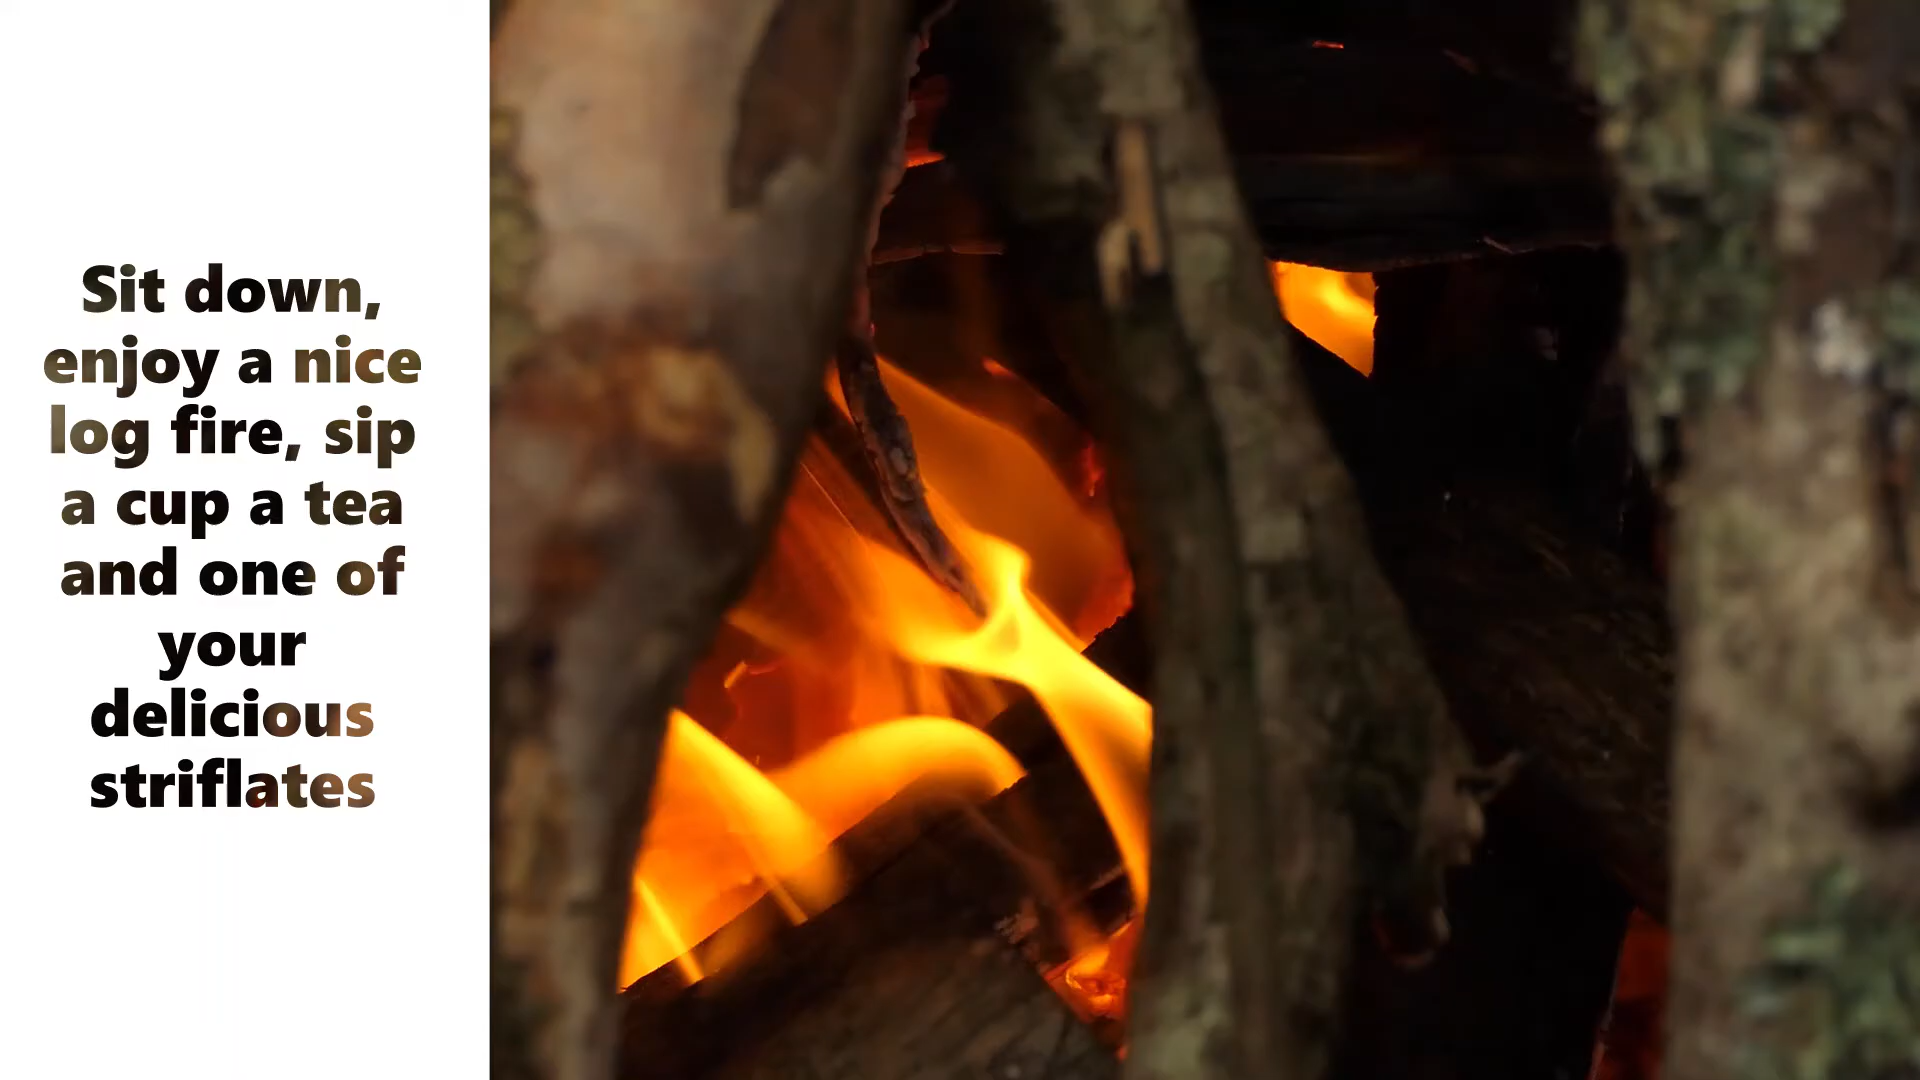 Sit down,
enjoy a nice
log fire, sip
a cup a tea
and one of
your
delicious
striflates